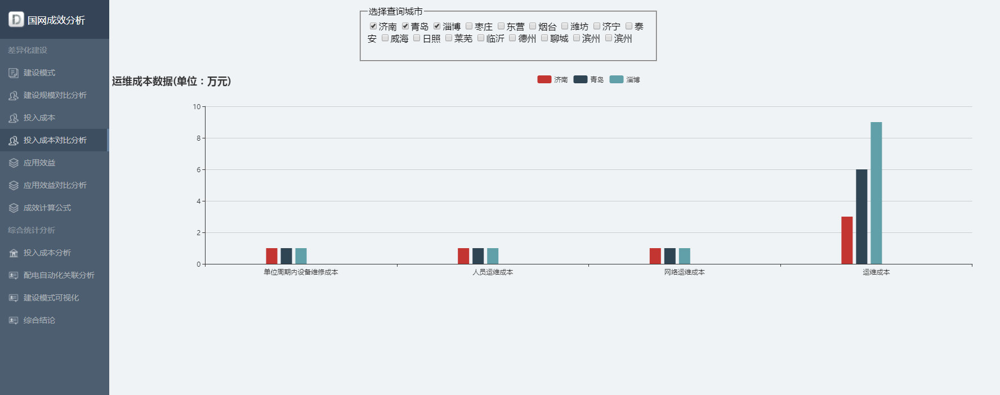 国网成效分析
差异化建设
建设模式
建设规模对比分析
投入成本
投入成本对比分析
应用效益
应用效益对比分析
成效计算公式
综合统计分析
投入成本分析
配电自动化关联分析
建设模式可视化
综合结论
选择查询城市
济南 青岛 淄博 枣庄 东营 烟台 潍坊 济宁 泰
安 威海 日照 莱芜 临沂 德州 聊城 滨州 滨州
运维成本数据(单位：万元)
济南 青岛 淄博
10
8
6
4
2
0
单位周期内设备维修成本 人员运维成本 网络运维成本 运维成本